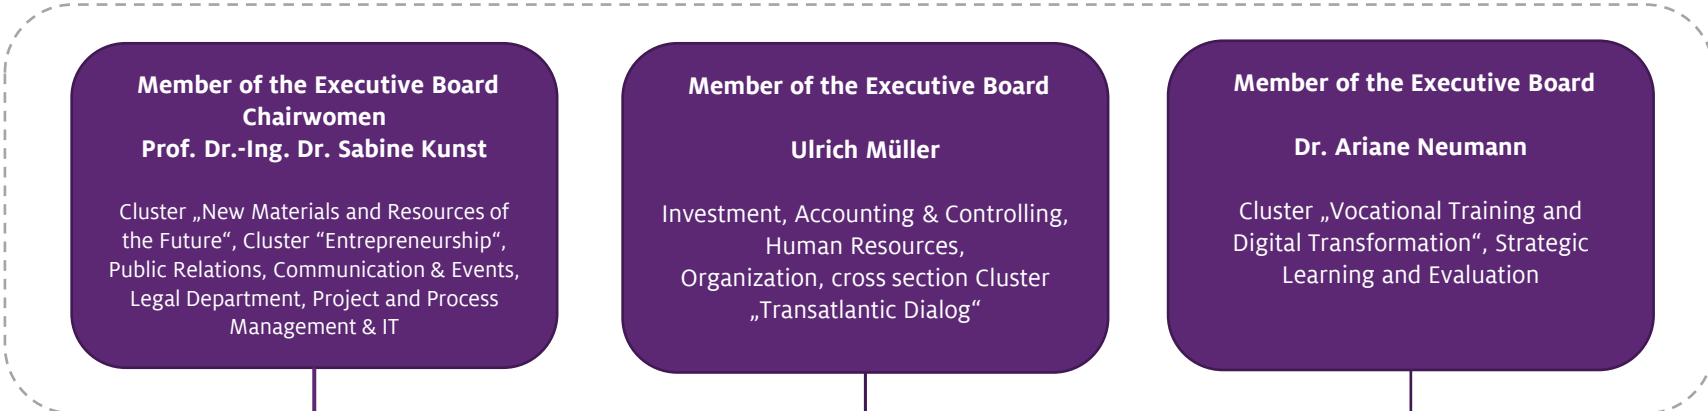 Member of the Executive Board
Chairwomen
Prof. Dr.-Ing. Dr. Sabine Kunst
Cluster „New Materials and Resources of
the Future“, Cluster “Entrepreneurship“,
Public Relations, Communication & Events,
Legal Department, Project and Process
Management & IT
Member of the Executive Board
Ulrich Müller
Investment, Accounting & Controlling,
Human Resources,
Organization, cross section Cluster
„Transatlantic Dialog“
Member of the Executive Board
Dr. Ariane Neumann
Cluster „Vocational Training and
Digital Transformation“, Strategic
Learning and Evaluation